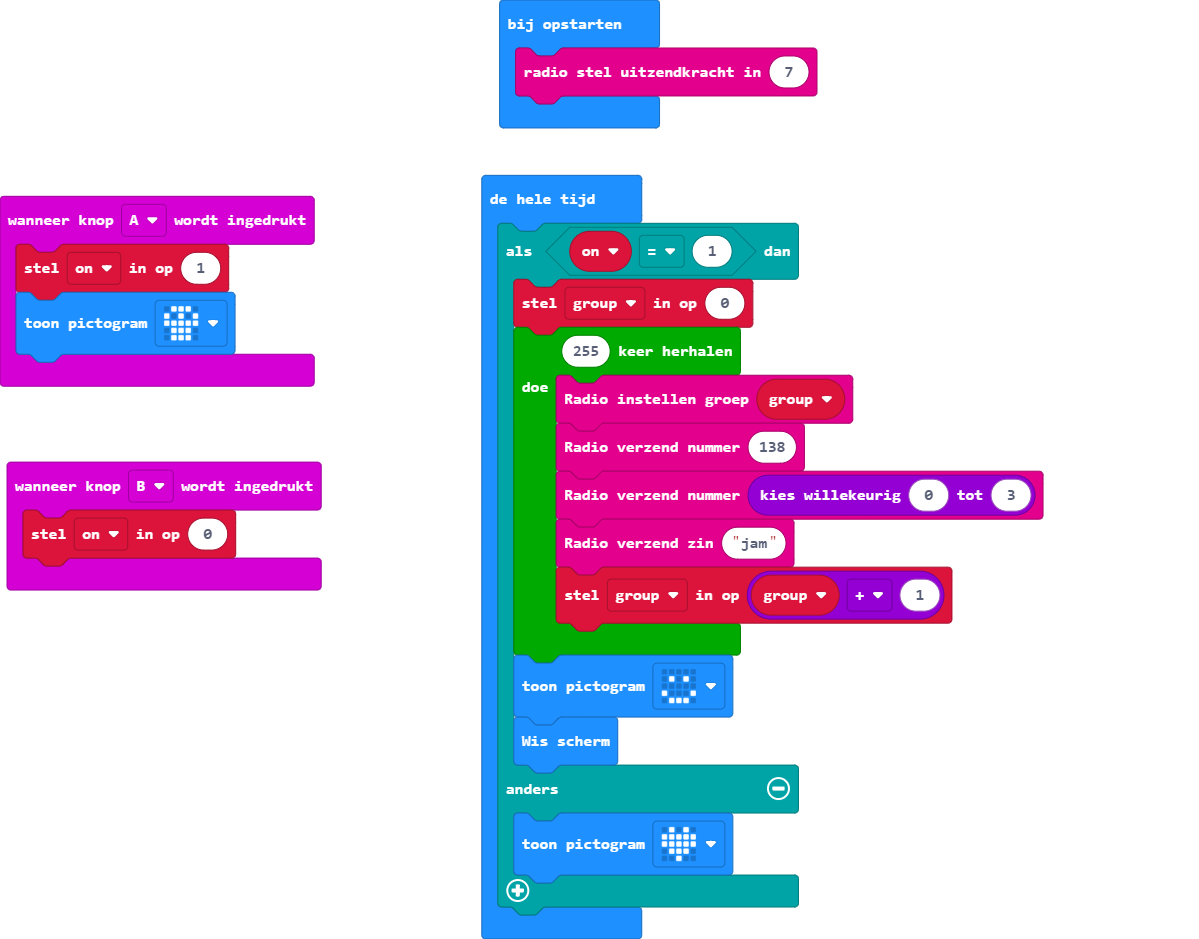 bij opstarten
radio stel uitzendkracht in 7
wanneer knop A wordt ingedrukt
stel on in op 1
toon pictogram
wanneer knop B wordt ingedrukt
stel on in op 0
de hele tijd
als on = 1 dan
stel group in op 0
255 keer herhalen
doe
Radio instellen groep group
Radio verzend nummer 138
Radio verzend nummer kies willekeurig 0 tot 3
Radio verzend zin "jam"
stel group in op group + 1
toon pictogram
Wis scherm
anders
toon pictogram